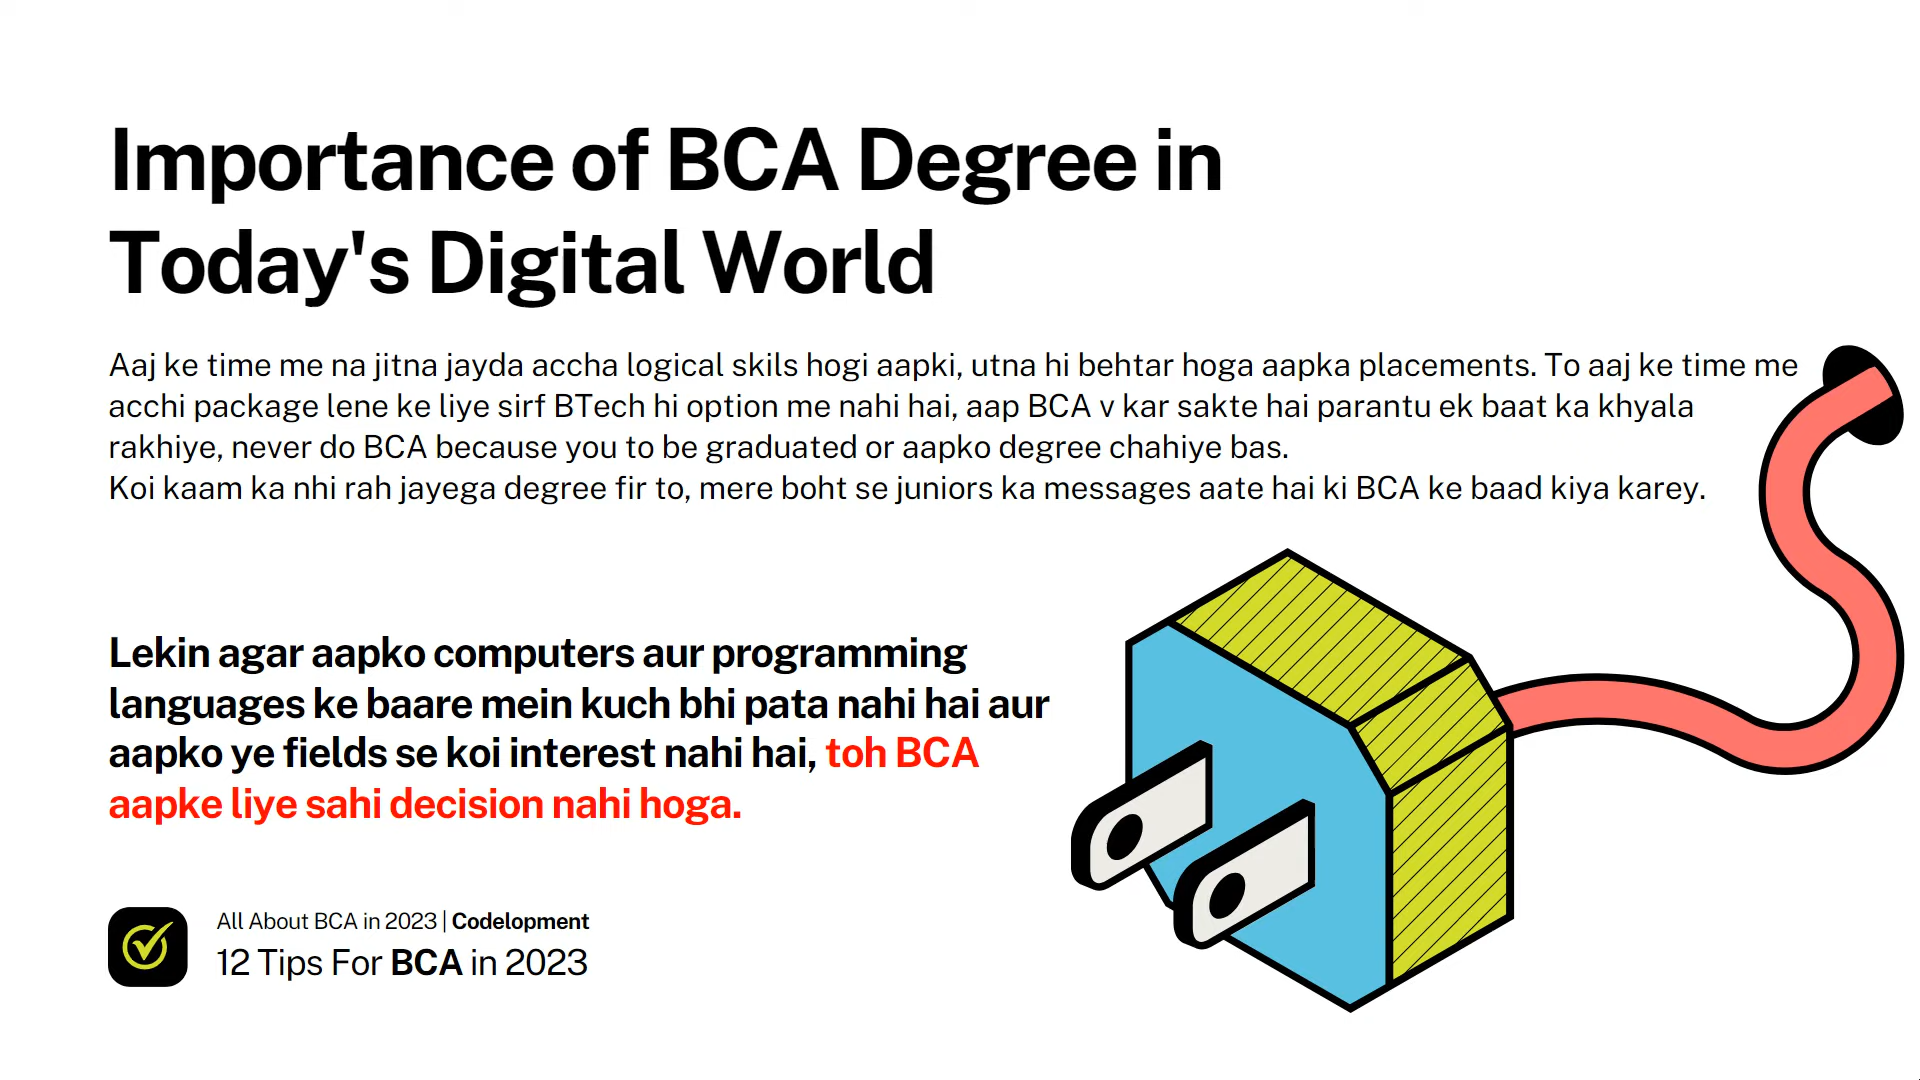 Importance of BCA Degree in
Today's Digital World
Aaj ke time me na jitna jayda accha logical skils hogi aapki, utna hi behtar hoga aapka placements. To aaj ke time me
acchi package lene ke liye sirf BTech hi option me nahi hai, aap BCA v kar sakte hai parantu ek baat ka khyala
rakhiye, never do BCA because you to be graduated or aapko degree chahiye bas.
Koi kaam ka nhi rah jayega degree fir to, mere boht se juniors ka messages aate hai ki BCA ke baad kiya karey.
Lekin agar aapko computers aur programming
languages ke baare mein kuch bhi pata nahi hai aur
aapko ye fields se koi interest nahi hai, toh BCA
aapke liye sahi decision nahi hoga.
All About BCA in 2023 | Codelopment
12 Tips For BCA in 2023